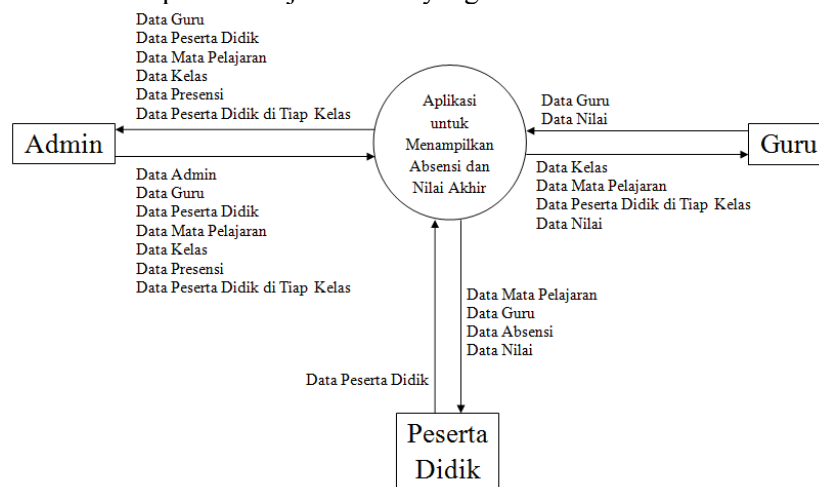 Data Guru
Data Peserta Didik
Data Mata Pelajaran
Data Kelas
Data Presensi
Data Peserta Didik di Tiap Kelas
Admin
Data Admin
Data Guru
Data Peserta Didik
Data Mata Pelajaran
Data Kelas
Data Presensi
Data Peserta Didik di Tiap Kelas
Aplikasi
untuk
Menampilkan
Absensi dan
Nilai Akhir
Data Guru
Data Nilai
Guru
Data Kelas
Data Mata Pelajaran
Data Peserta Didik di Tiap Kelas
Data Nilai
Data Mata Pelajaran
Data Guru
Data Absensi
Data Nilai
Data Peserta Didik
Peserta
Didik